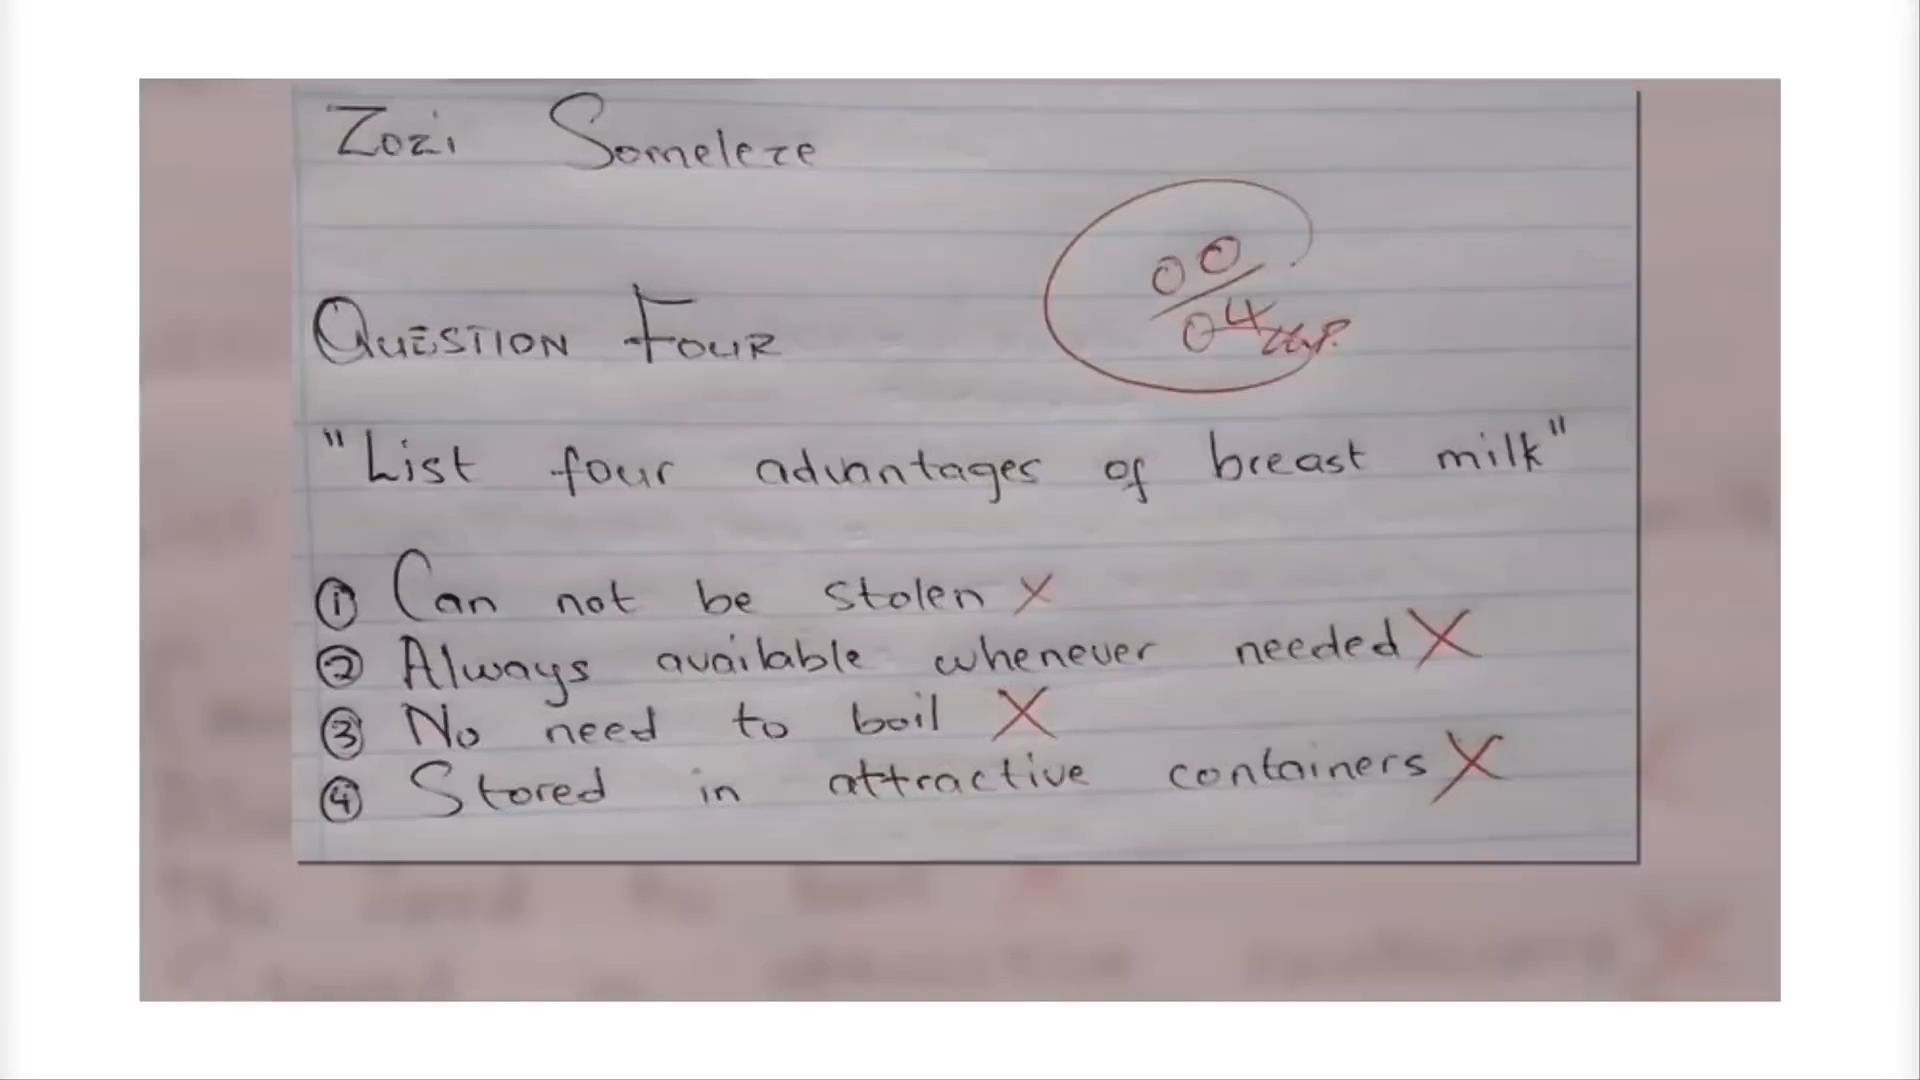 Zozi Someleze
00
04
QUESTION FOUR
"List four advantages of breast milk"
① Can not be stolen X
② Always available whenever needed X
③ No need to boil X
④ Stored in attractive containers X